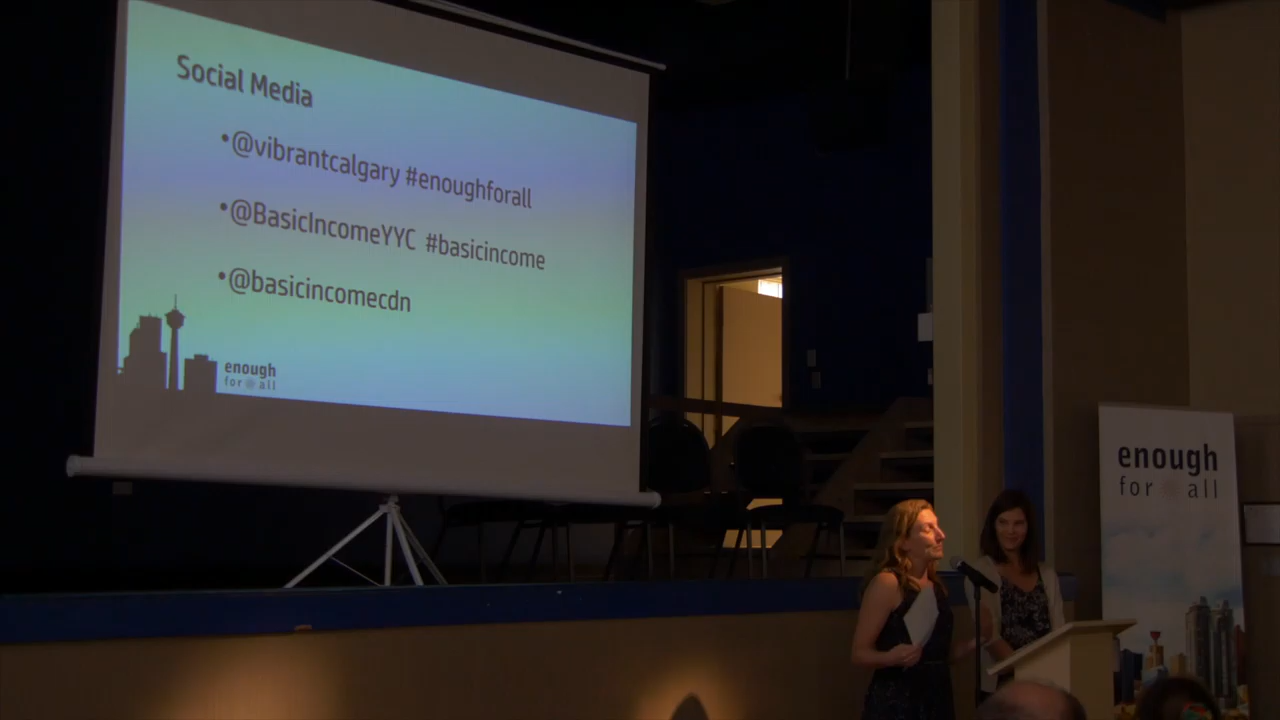 Social Media
•@vibrantcalgary #enoughforall
•@BasicIncomeYYC #basicincome
•@basicincomecdn
enough
for all
enough
for all